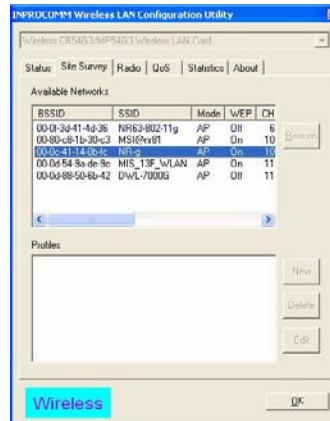 INPROCOMM Wireless LAN Configuration Utility
Wireless CB54G3/MP54G3 Wireless LAN Card
Status Site Survey Radio QoS Statistics About
Available Networks
BSSID SSID Mode WEP CH
00-0f-3d-41-4d-36 NR63-802-11g AP Off 6
00-80-c8-1b-30-c3 MSI@nr81 AP On 10
00-0c-41-14-0b-fc NR-g AP On 10
00-0d-54-9a-de-9c MIS_13F_WLAN AP On 11
00-0d-88-50-6b-42 DWL-7000G AP Off 11
Rescan
Profiles
New
Delete
Edit
Wireless
OK